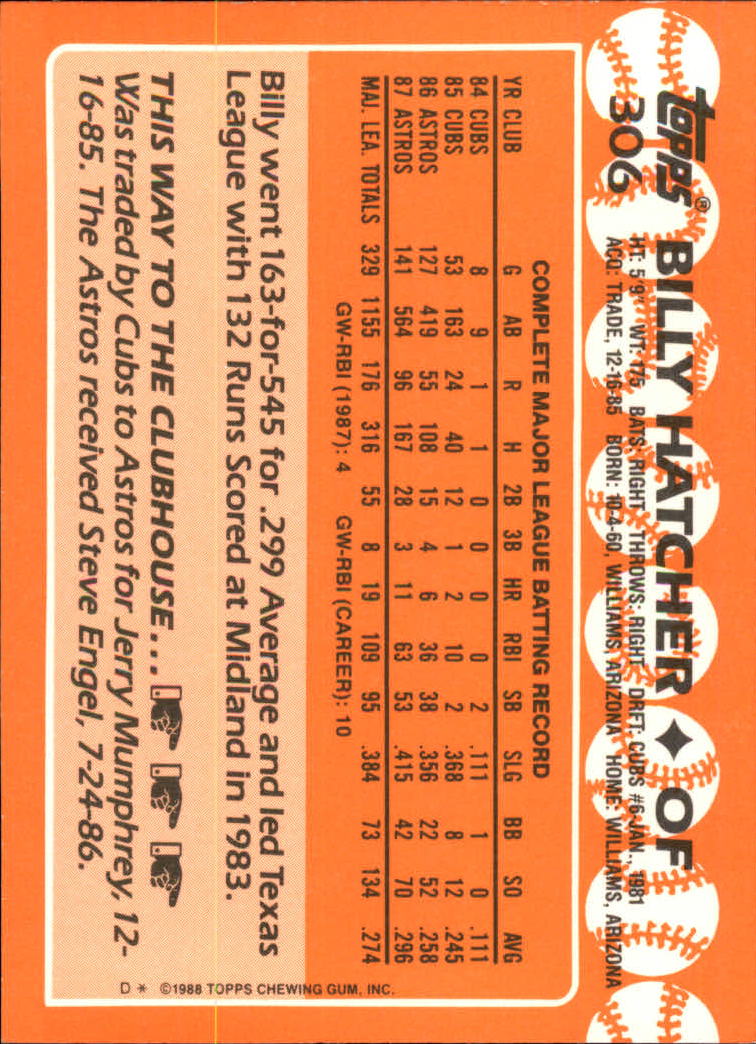 topps®
306 BILLY HATCHER ✦ OF
HT: 5'9" WT: 175 BATS: RIGHT THROWS: RIGHT DRFT: CUBS #6-JAN., 1981
ACQ: TRADE, 12-16-85 BORN: 10-4-60, WILLIAMS, ARIZONA HOME: WILLIAMS, ARIZONA
COMPLETE MAJOR LEAGUE BATTING RECORD
YR CLUB G AB R H 2B 3B HR RBI SB SLG BB SO AVG
84 CUBS 8 9 1 1 0 0 0 0 2 .111 1 0 .111
85 CUBS 53 163 24 40 12 1 2 10 2 .368 8 12 .245
86 ASTROS 127 419 55 108 15 4 6 36 38 .356 22 52 .258
87 ASTROS 141 564 96 167 28 3 11 63 53 .415 42 70 .296
MAJ. LEA. TOTALS 329 1155 176 316 55 8 19 109 95 .384 73 134 .274
GW-RBI (1987): 4 GW-RBI (CAREER): 10
Billy went 163-for-545 for .299 Average and led Texas
League with 132 Runs Scored at Midland in 1983.
THIS WAY TO THE CLUBHOUSE...
Was traded by Cubs to Astros for Jerry Mumphrey, 12-
16-85. The Astros received Steve Engel, 7-24-86.
D * ©1988 TOPPS CHEWING GUM, INC.